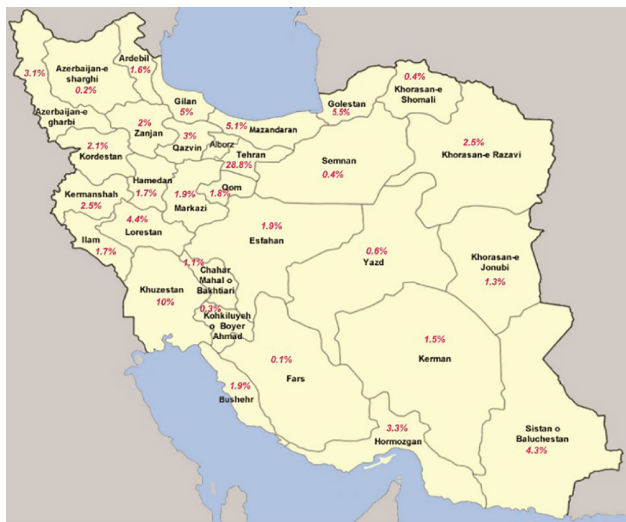 Ardebil
1.6%
Azerbaijan-e
sharghi
0.2%
3.1%
Azerbaijan-e
gharbi
Gilan
5%
2%
Zanjan
3%
Qazvin
Alborz
5.1%
Mazandaran
Tehran
28.8%
Golestan
5.5%
0.4%
Khorasan-e
Shomali
2.5%
Khorasan-e Razavi
Semnan
0.4%
2.1%
Kordestan
Hamedan
1.7%
Kermanshah
2.5%
1.9%
Markazi
1.8%
Qom
4.4%
Lorestan
Ilam
1.7%
1.9%
Esfahan
0.6%
Yazd
Khorasan-e
Jonubi
1.3%
1.1%
Chahar
Mahal o
Bakhtiari
Khuzestan
10%
0.3%
Kohkiluyeh
o Boyer
Ahmad
0.1%
Fars
1.5%
Kerman
1.9%
Bushehr
3.3%
Hormozgan
Sistan o
Baluchestan
4.3%